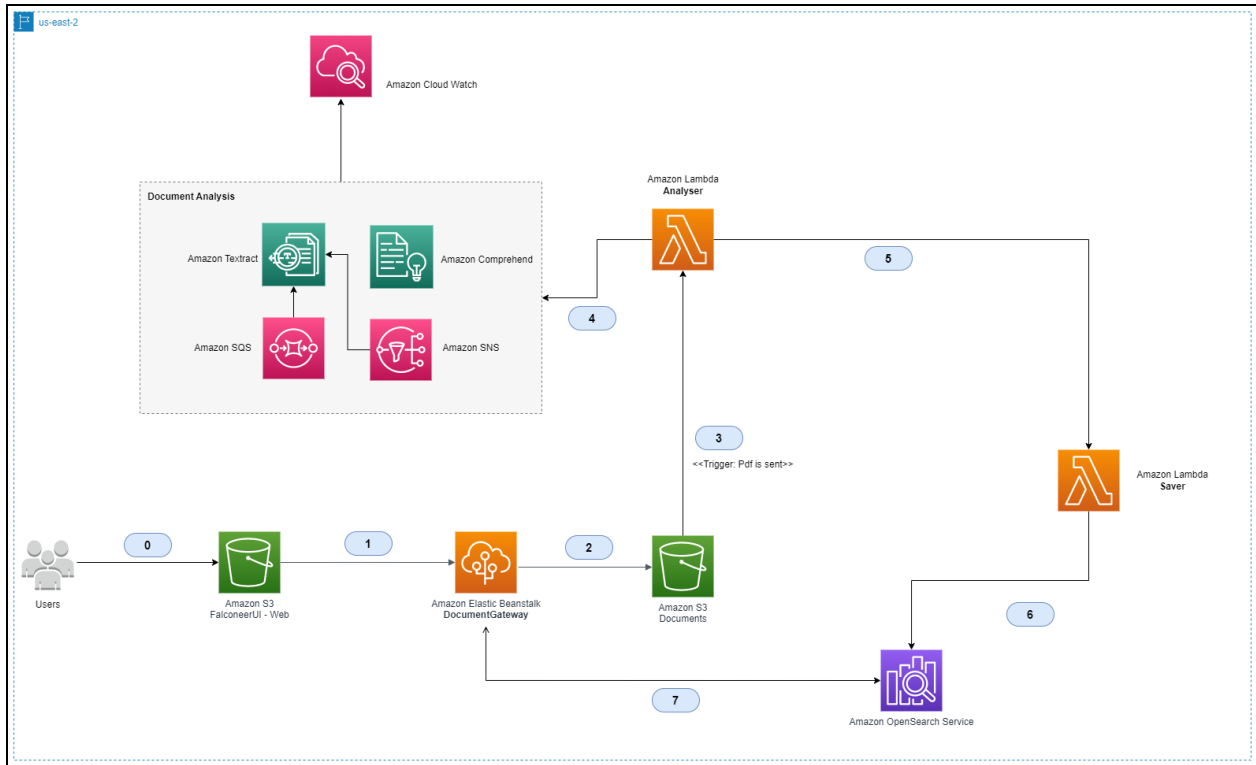 us-east-2
Amazon Cloud Watch
Document Analysis
Amazon Textract
Amazon Comprehend
Amazon SQS
Amazon SNS
Amazon Lambda
Analyser
4
5
3
<<Trigger: Pdf is sent>>
Amazon Lambda
Saver
Users
0
Amazon S3
FalconeerUI - Web
1
Amazon Elastic Beanstalk
DocumentGateway
2
Amazon S3
Documents
6
7
Amazon OpenSearch Service